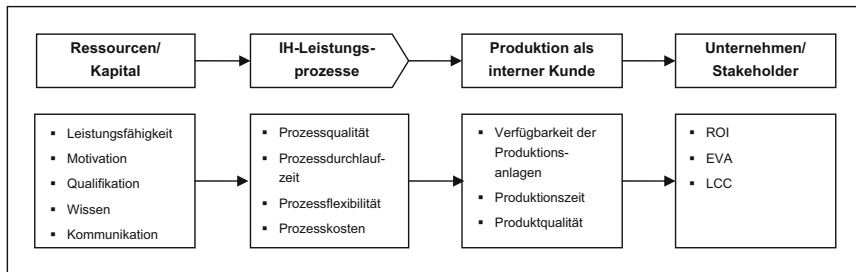 Ressourcen/
Kapital
IH-Leistungs-
prozesse
Produktion als
interner Kunde
Unternehmen/
Stakeholder
▪ Leistungsfähigkeit
▪ Motivation
▪ Qualifikation
▪ Wissen
▪ Kommunikation
▪ Prozessqualität
▪ Prozessdurchlauf-
zeit
▪ Prozessflexibilität
▪ Prozesskosten
▪ Verfügbarkeit der
Produktions-
anlagen
▪ Produktionszeit
▪ Produktqualität
▪ ROI
▪ EVA
▪ LCC